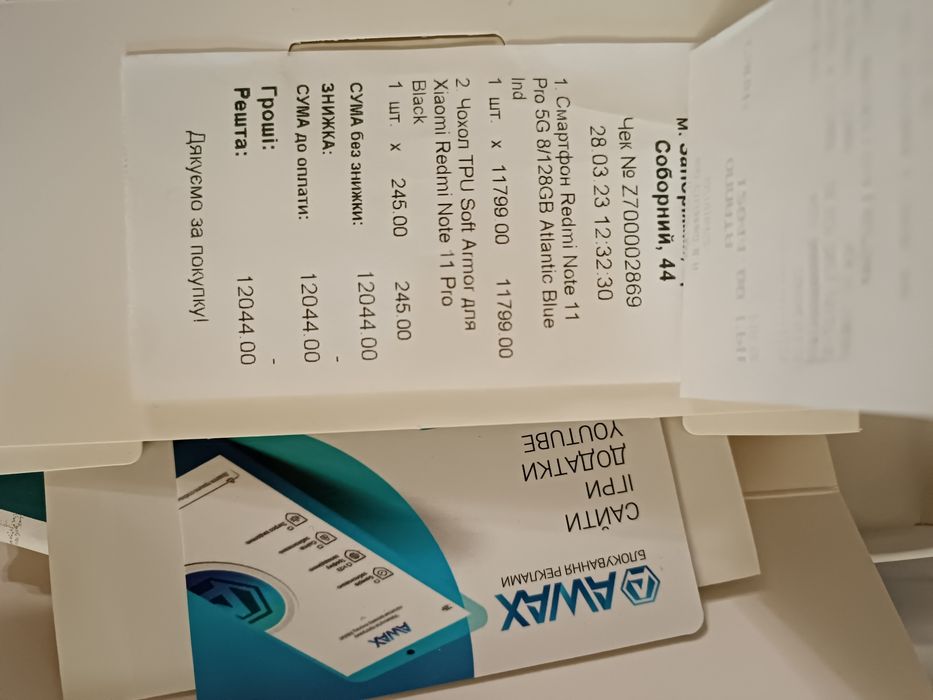 Соборний, 44
Чек № Z700002869
28.03.23 12:32:30
1. Смартфон Redmi Note 11
Pro 5G 8/128GB Atlantic Blue
Ind
1 шт. x 11799.00 11799.00
2. Чохол TPU Soft Armor для
Xiaomi Redmi Note 11 Pro
Black
1 шт. x 245.00 245.00
СУМА без знижки: 12044.00
ЗНИЖКА: -
СУМА до оплати: 12044.00
Гроші: -
Решта: 12044.00
Дякуємо за покупку!
AWAX
БЛОКУВАННЯ РЕКЛАМИ
САЙТИ
ІГРИ
ДОДАТКИ
YOUTUBE
AWAX